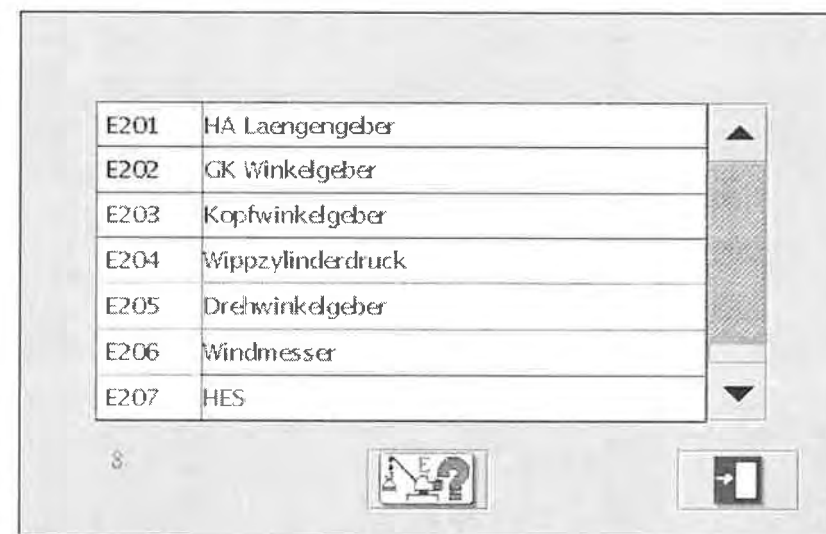 E201 HA Laengengeber
E202 GK Winkelgeber
E203 Kopfwinkelgeber
E204 Wippzylinderdruck
E205 Drehwinkelgeber
E206 Windmesser
E207 HES
8
E ?